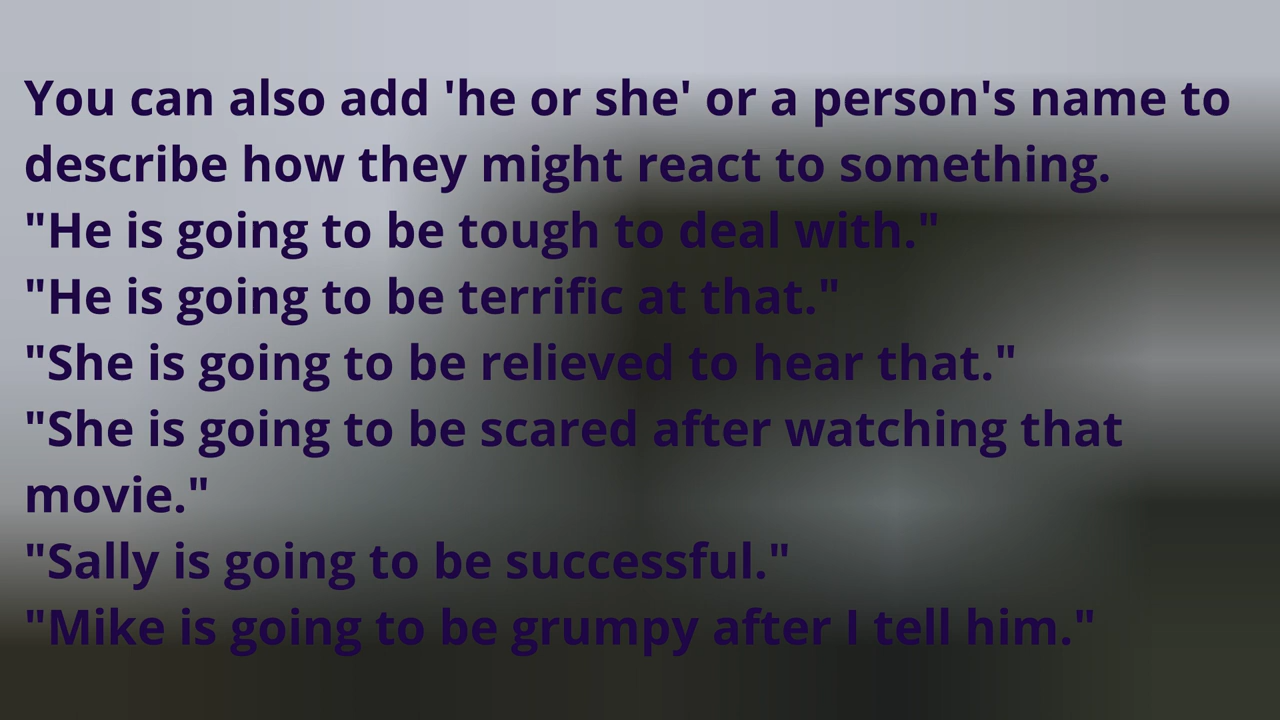 You can also add 'he or she' or a person's name to
describe how they might react to something.
"He is going to be tough to deal with."
"He is going to be terrific at that."
"She is going to be relieved to hear that."
"She is going to be scared after watching that
movie."
"Sally is going to be successful."
"Mike is going to be grumpy after I tell him."